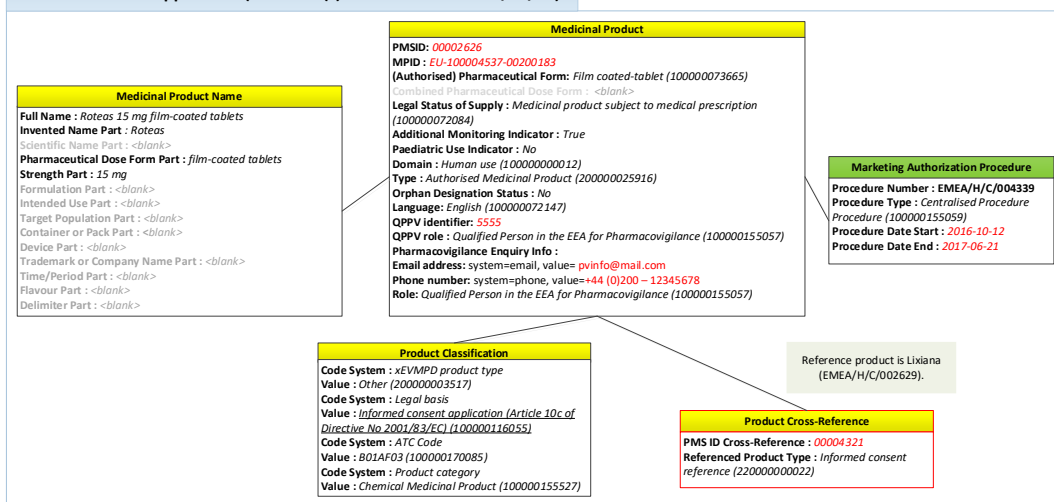 Medicinal Product Name
Full Name : Roteas 15 mg film-coated tablets
Invented Name Part : Roteas
Scientific Name Part : <blank>
Pharmaceutical Dose Form Part : film-coated tablets
Strength Part : 15 mg
Formulation Part : <blank>
Intended Use Part : <blank>
Target Population Part : <blank>
Container or Pack Part : <blank>
Device Part : <blank>
Trademark or Company Name Part : <blank>
Time/Period Part : <blank>
Flavour Part : <blank>
Delimiter Part : <blank>
Medicinal Product
PMSID: 00002626
MPID : EU-100004537-00200183
(Authorised) Pharmaceutical Form: Film coated-tablet (100000073665)
Combined Pharmaceutical Dose Form : <blank>
Legal Status of Supply : Medicinal product subject to medical prescription
(100000072084)
Additional Monitoring Indicator : True
Paediatric Use Indicator : No
Domain : Human use (100000000012)
Type : Authorised Medicinal Product (200000025916)
Orphan Designation Status : No
Language: English (100000072147)
QPPV identifier: 5555
QPPV role : Qualified Person in the EEA for Pharmacovigilance (100000155057)
Pharmacovigilance Enquiry Info :
Email address: system=email, value= pvinfo@mail.com
Phone number: system=phone, value=+44 (0)200 – 12345678
Role: Qualified Person in the EEA for Pharmacovigilance (100000155057)
Marketing Authorization Procedure
Procedure Number : EMEA/H/C/004339
Procedure Type : Centralised Procedure
Procedure (100000155059)
Procedure Date Start : 2016-10-12
Procedure Date End : 2017-06-21
Product Classification
Code System : xEVMPD product type
Value : Other (200000003517)
Code System : Legal basis
Value : Informed consent application (Article 10c of
Directive No 2001/83/EC) (100000116055)
Code System : ATC Code
Value : B01AF03 (100000170085)
Code System : Product category
Value : Chemical Medicinal Product (100000155527)
Reference product is Lixiana
(EMEA/H/C/002629).
Product Cross-Reference
PMS ID Cross-Reference : 00004321
Referenced Product Type : Informed consent
reference (220000000022)